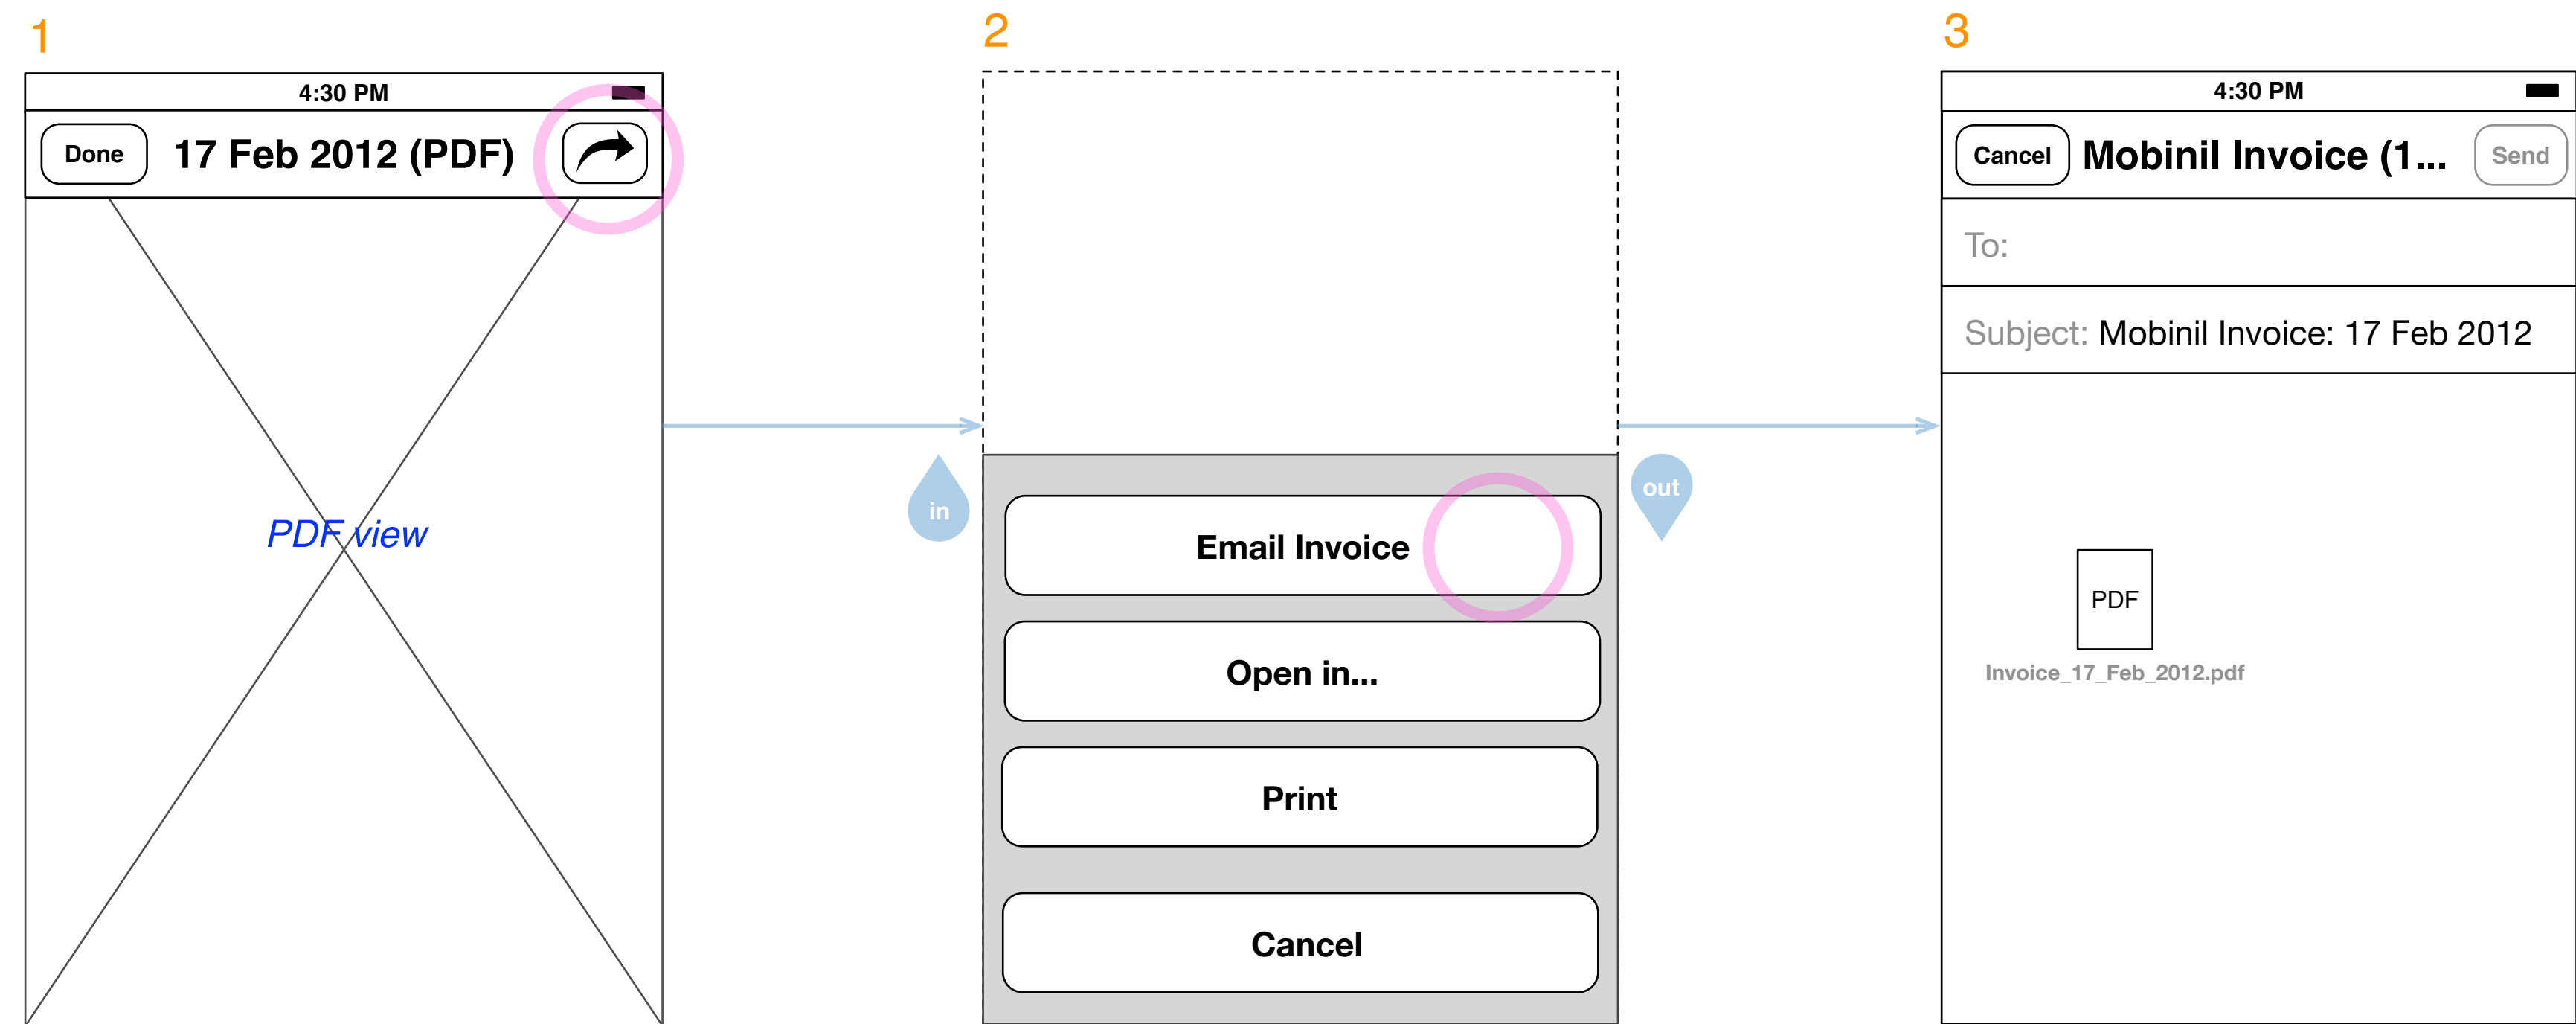 1
4:30 PM
Done
17 Feb 2012 (PDF)
PDF view
2
in
out
Email Invoice
Open in...
Print
Cancel
3
4:30 PM
Cancel
Mobinil Invoice (1...
Send
To:
Subject: Mobinil Invoice: 17 Feb 2012
PDF
Invoice_17_Feb_2012.pdf